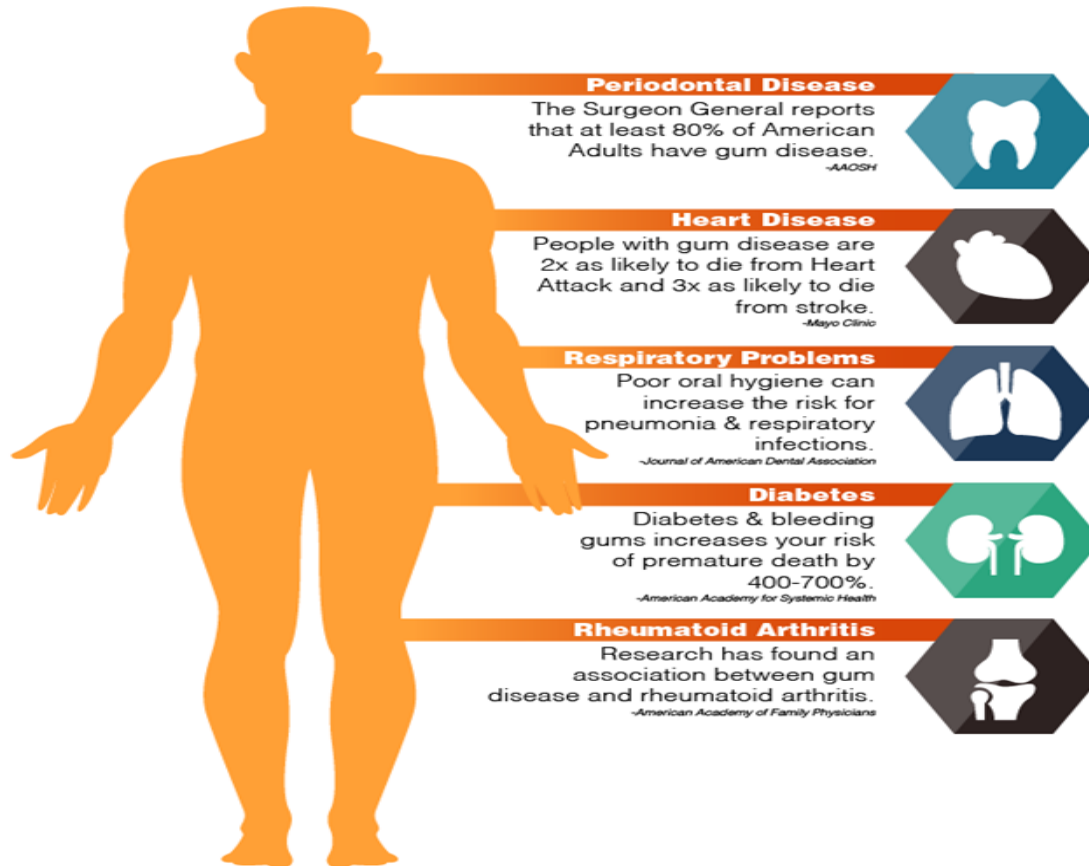 Periodontal Disease
The Surgeon General reports
that at least 80% of American
Adults have gum disease.
-AAOSH
Heart Disease
People with gum disease are
2x as likely to die from Heart
Attack and 3x as likely to die
from stroke.
-Mayo Clinic
Respiratory Problems
Poor oral hygiene can
increase the risk for
pneumonia & respiratory
infections.
-Journal of American Dental Association
Diabetes
Diabetes & bleeding
gums increases your risk
of premature death by
400-700%.
-American Academy for Systemic Health
Rheumatoid Arthritis
Research has found an
association between gum
disease and rheumatoid arthritis.
-American Academy of Family Physicians